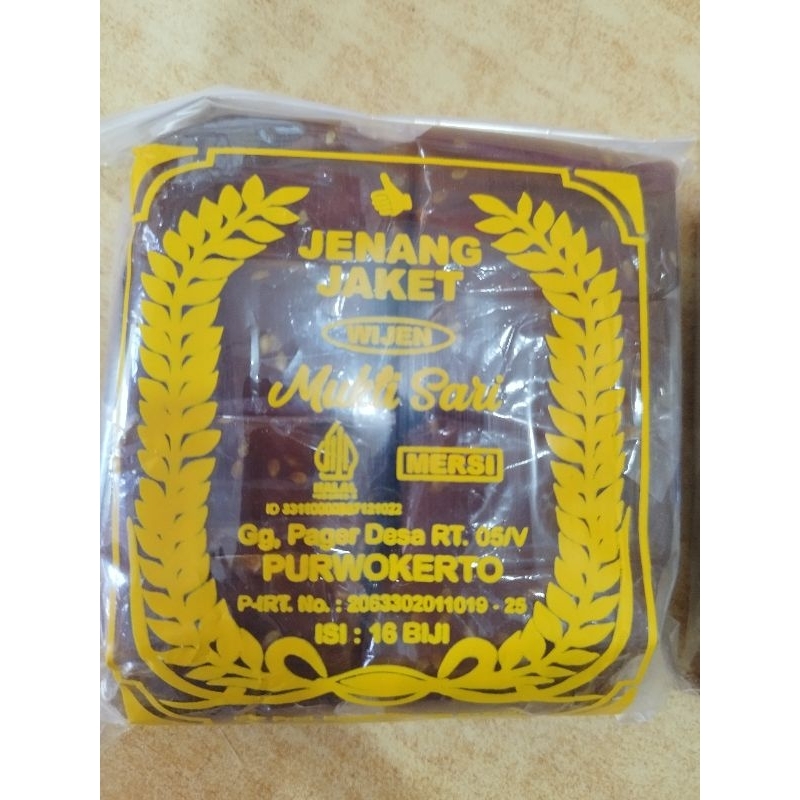 JENANG
JAKET
WIJEN
Mukti Sari
HALAL
MERSI
Gg, Pager Desa RT. 05/V
PURWOKERTO
P-IRT. No. : 2063302011019 - 25
ISI : 16 BIJI